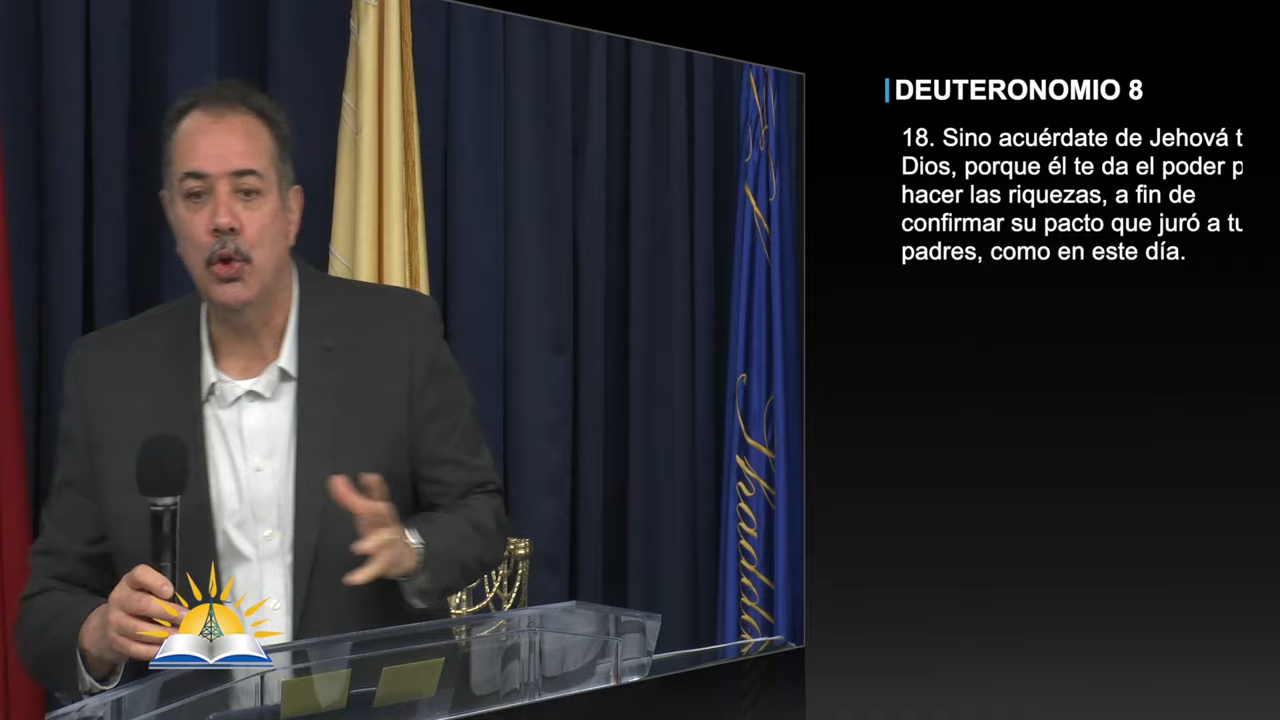 DEUTERONOMIO 8
18. Sino acuérdate de Jehová t
Dios, porque él te da el poder p
hacer las riquezas, a fin de
confirmar su pacto que juró a tu
padres, como en este día.